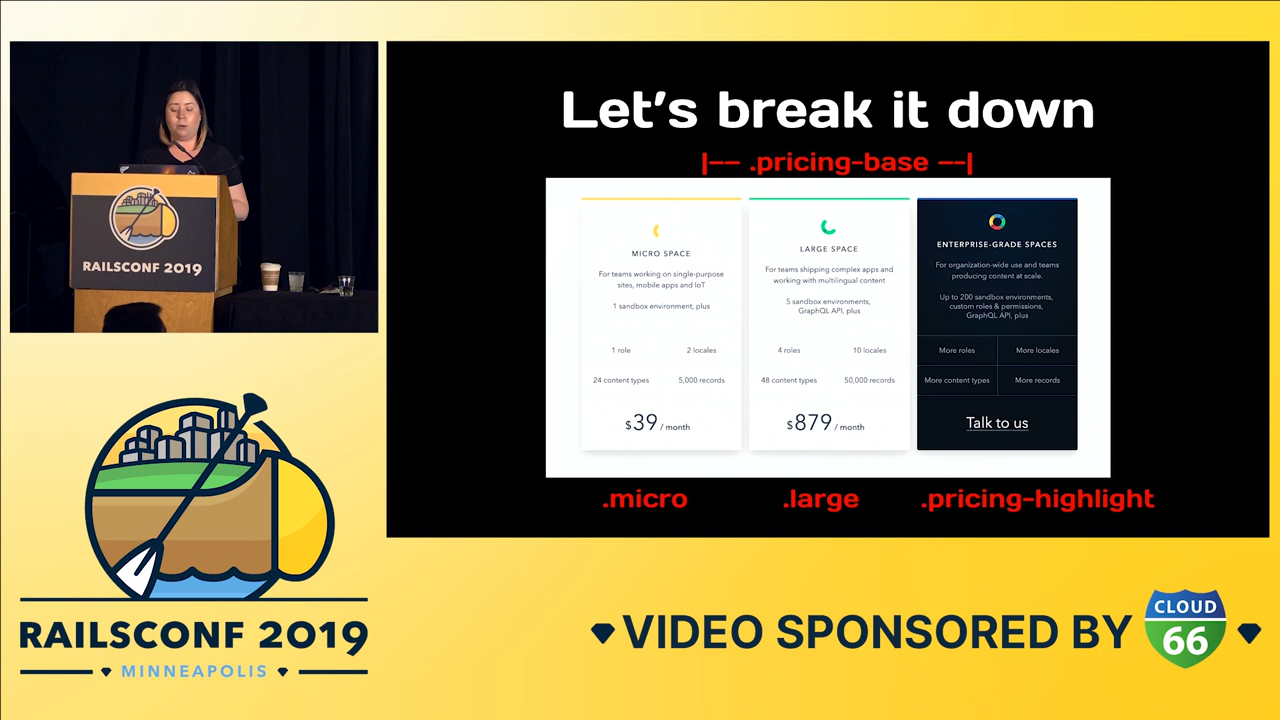 RAILSCONF 2019
Let's break it down
|–– .pricing-base ––|
MICRO SPACE
For teams working on single-purpose
sites, mobile apps and IoT
1 sandbox environment, plus
1 role
2 locales
24 content types
5,000 records
$39 / month
LARGE SPACE
For teams shipping complex apps and
working with multilingual content
5 sandbox environments,
GraphQL API, plus
4 roles
10 locales
48 content types
50,000 records
$879 / month
ENTERPRISE-GRADE SPACES
For organization-wide use and teams
producing content at scale.
Up to 200 sandbox environments,
custom roles & permissions,
GraphQL API, plus
More roles
More locales
More content types
More records
Talk to us
.micro
.large
.pricing-highlight
RAILSCONF 2019
MINNEAPOLIS
VIDEO SPONSORED BY
CLOUD
66